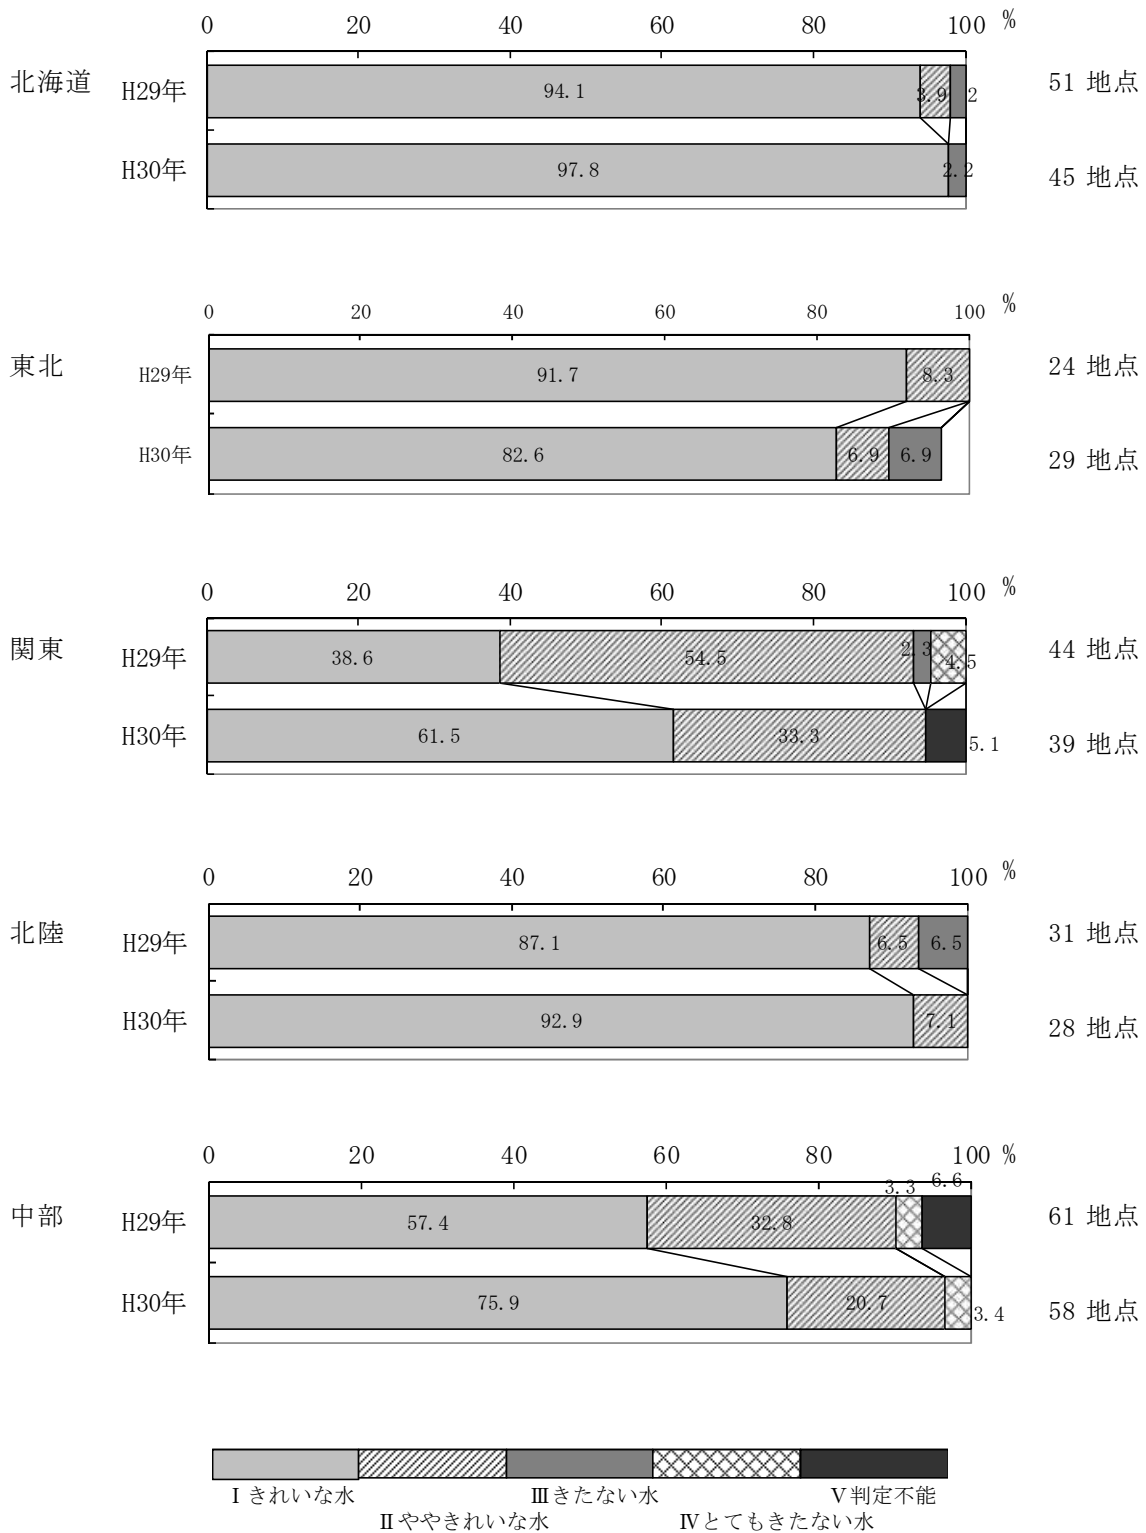 0 20 40 60 80 100 %
北海道 H29年 94.1 3.9 2 51 地点
H30年 97.8 2.2 45 地点
0 20 40 60 80 100 %
東北 H29年 91.7 8.3 24 地点
H30年 82.6 6.9 6.9 29 地点
0 20 40 60 80 100 %
関東 H29年 38.6 54.5 2.3 4.5 44 地点
H30年 61.5 33.3 5.1 39 地点
0 20 40 60 80 100 %
北陸 H29年 87.1 6.5 6.5 31 地点
H30年 92.9 7.1 28 地点
0 20 40 60 80 100 %
中部 H29年 57.4 32.8 3.3 6.6 61 地点
H30年 75.9 20.7 3.4 58 地点
Ⅰ きれいな水 Ⅲきたない水 Ⅴ判定不能
Ⅱややきれいな水 Ⅳとてもきたない水